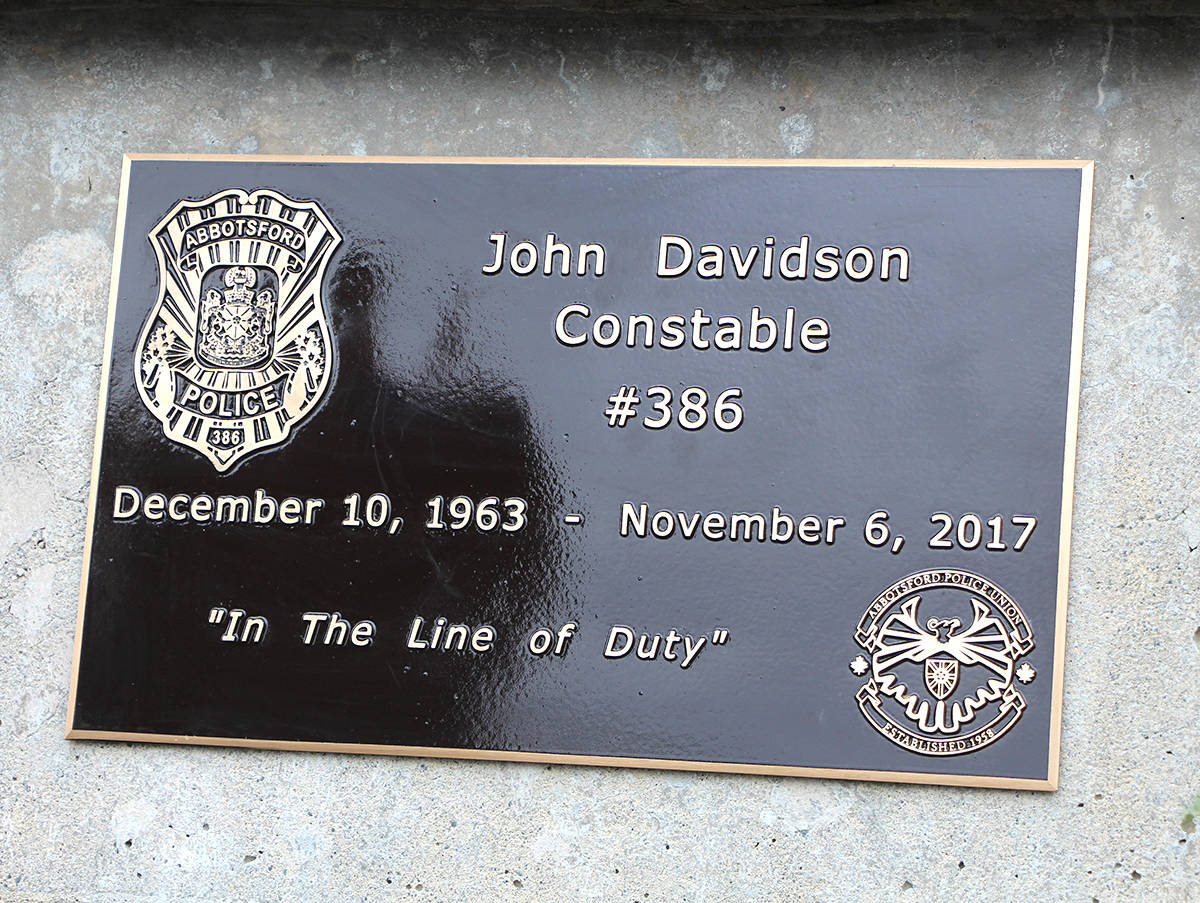 ABBOTSFORD
POLICE
386
John Davidson
Constable
#386
December 10, 1963 - November 6, 2017
"In The Line of Duty"
ABBOTSFORD POLICE UNION
ESTABLISHED 1958